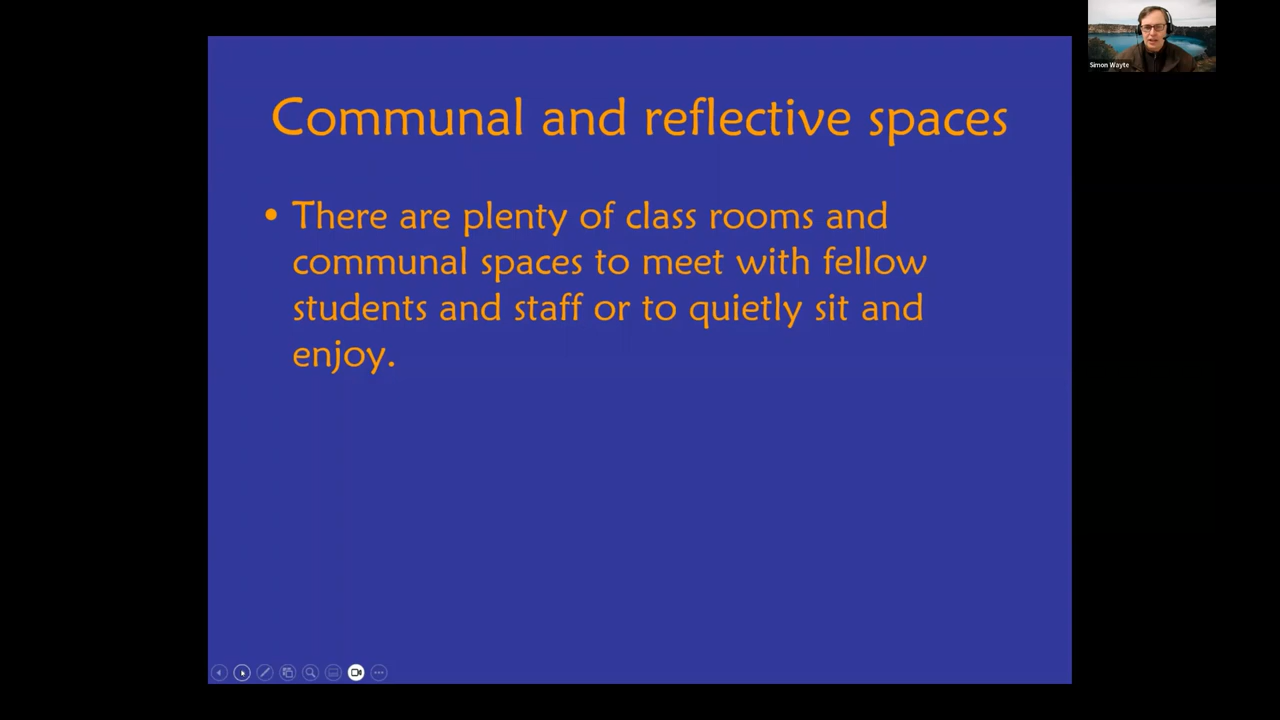 Communal and reflective spaces
• There are plenty of class rooms and
communal spaces to meet with fellow
students and staff or to quietly sit and
enjoy.
Simon Wayte